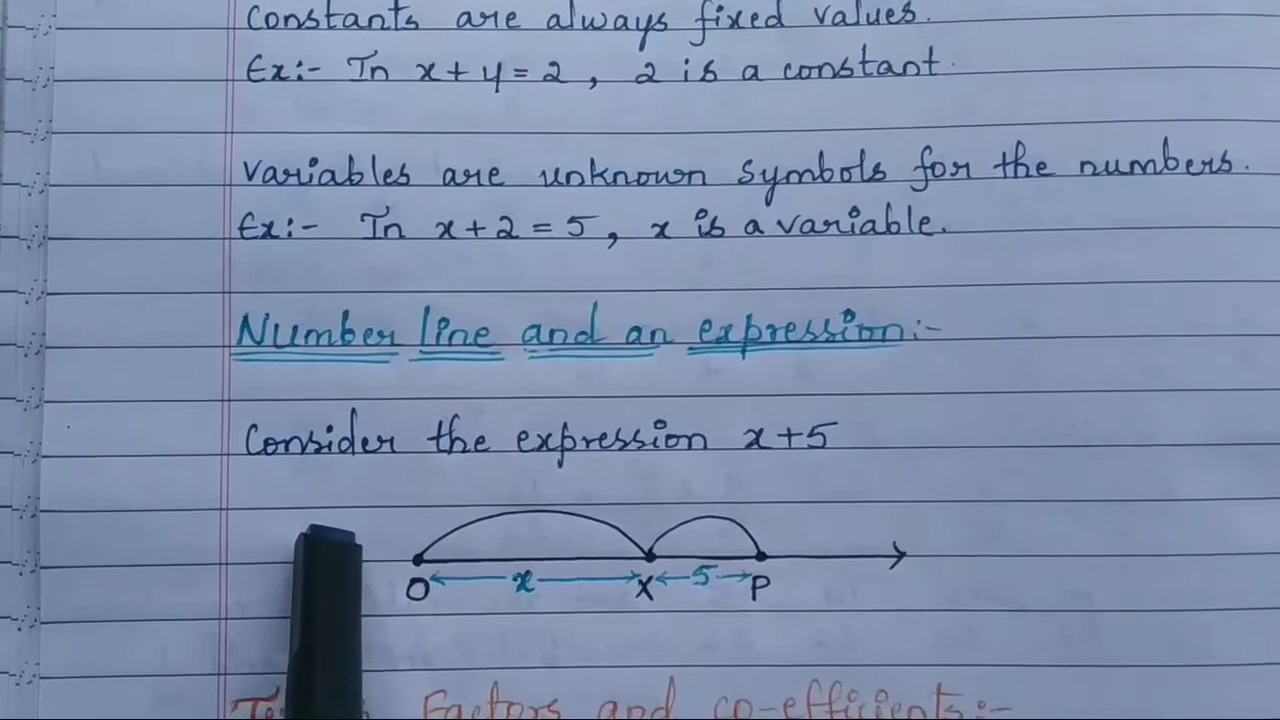 constants are always fixed values.
Ex:- In x+y=2, 2 is a constant.
Variables are unknown symbols for the numbers.
Ex:- In x+2=5, x is a variable.
Number line and an expression:-
Consider the expression x+5
O x X 5 P
Factors and co-efficients:-